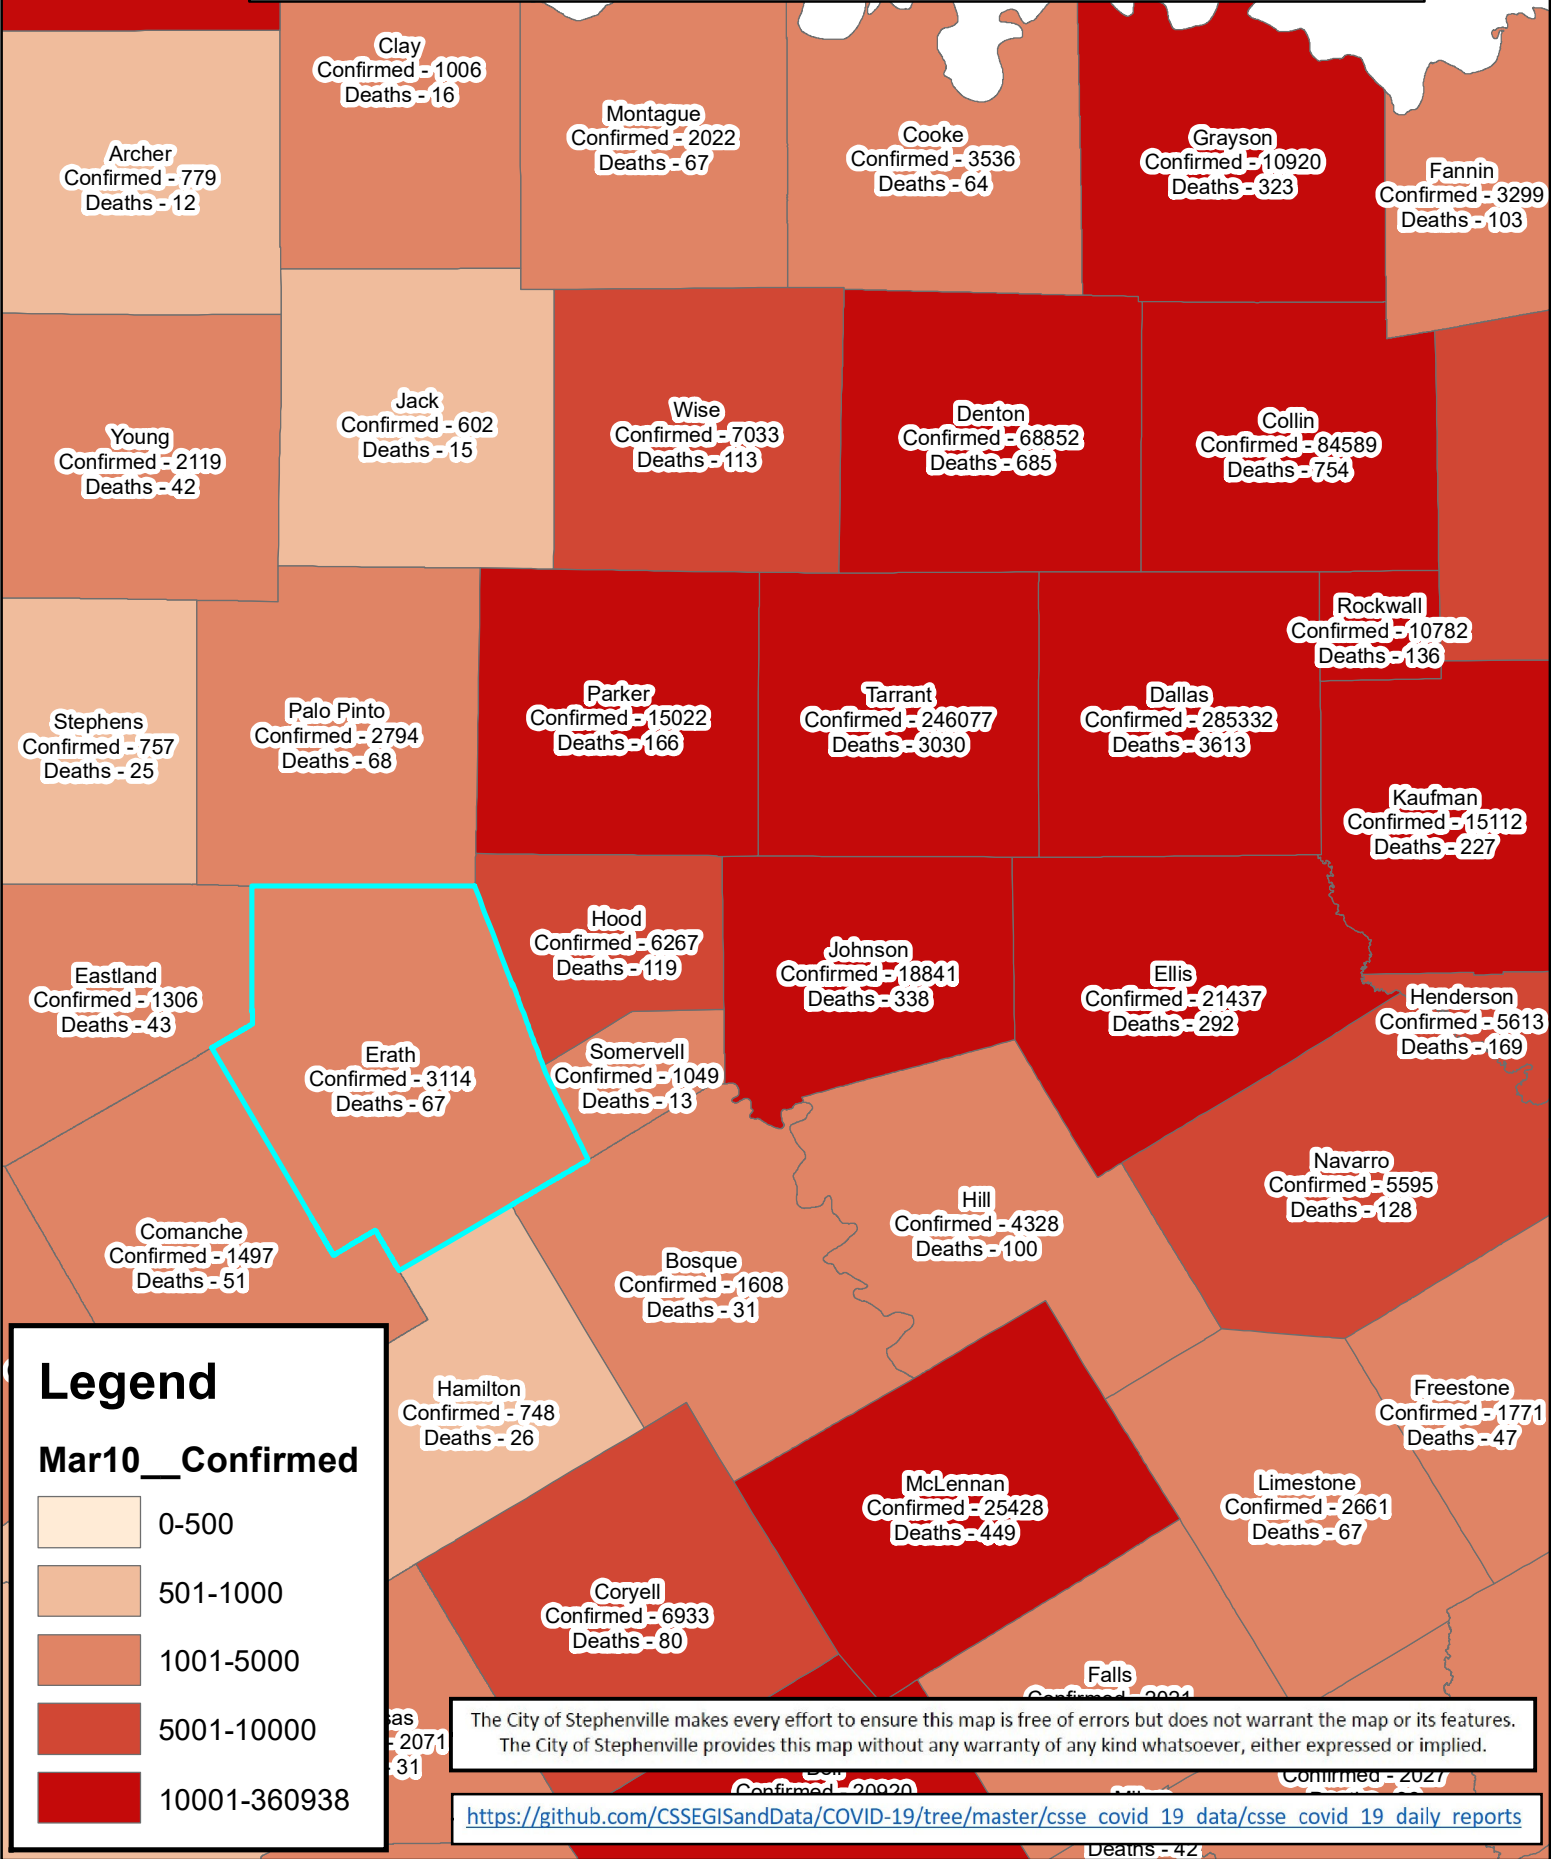 Clay
Confirmed - 1006
Deaths - 16
Montague
Confirmed - 2022
Deaths - 67
Cooke
Confirmed - 3536
Deaths - 64
Grayson
Confirmed - 10920
Deaths - 323
Archer
Confirmed - 779
Deaths - 12
Fannin
Confirmed - 3299
Deaths - 103
Jack
Confirmed - 602
Deaths - 15
Wise
Confirmed - 7033
Deaths - 113
Denton
Confirmed - 68852
Deaths - 685
Collin
Confirmed - 84589
Deaths - 754
Young
Confirmed - 2119
Deaths - 42
Rockwall
Confirmed - 10782
Deaths - 136
Stephens
Confirmed - 757
Deaths - 25
Palo Pinto
Confirmed - 2794
Deaths - 68
Parker
Confirmed - 15022
Deaths - 166
Tarrant
Confirmed - 246077
Deaths - 3030
Dallas
Confirmed - 285332
Deaths - 3613
Kaufman
Confirmed - 15112
Deaths - 227
Hood
Confirmed - 6267
Deaths - 119
Johnson
Confirmed - 18841
Deaths - 338
Ellis
Confirmed - 21437
Deaths - 292
Eastland
Confirmed - 1306
Deaths - 43
Henderson
Confirmed - 5613
Deaths - 169
Erath
Confirmed - 3114
Deaths - 67
Somervell
Confirmed - 1049
Deaths - 13
Navarro
Confirmed - 5595
Deaths - 128
Hill
Confirmed - 4328
Deaths - 100
Comanche
Confirmed - 1497
Deaths - 51
Bosque
Confirmed - 1608
Deaths - 31
Hamilton
Confirmed - 748
Deaths - 26
Freestone
Confirmed - 1771
Deaths - 47
McLennan
Confirmed - 25428
Deaths - 449
Limestone
Confirmed - 2661
Deaths - 67
Coryell
Confirmed - 6933
Deaths - 80
Falls
sas
- 2071
- 31
Confirmed - 20920
Confirmed - 2027
Deaths - 42
Legend
Mar10__Confirmed
0-500
501-1000
1001-5000
5001-10000
10001-360938
The City of Stephenville makes every effort to ensure this map is free of errors but does not warrant the map or its features.
The City of Stephenville provides this map without any warranty of any kind whatsoever, either expressed or implied.
https://github.com/CSSEGISandData/COVID-19/tree/master/csse_covid_19_data/csse_covid_19_daily_reports